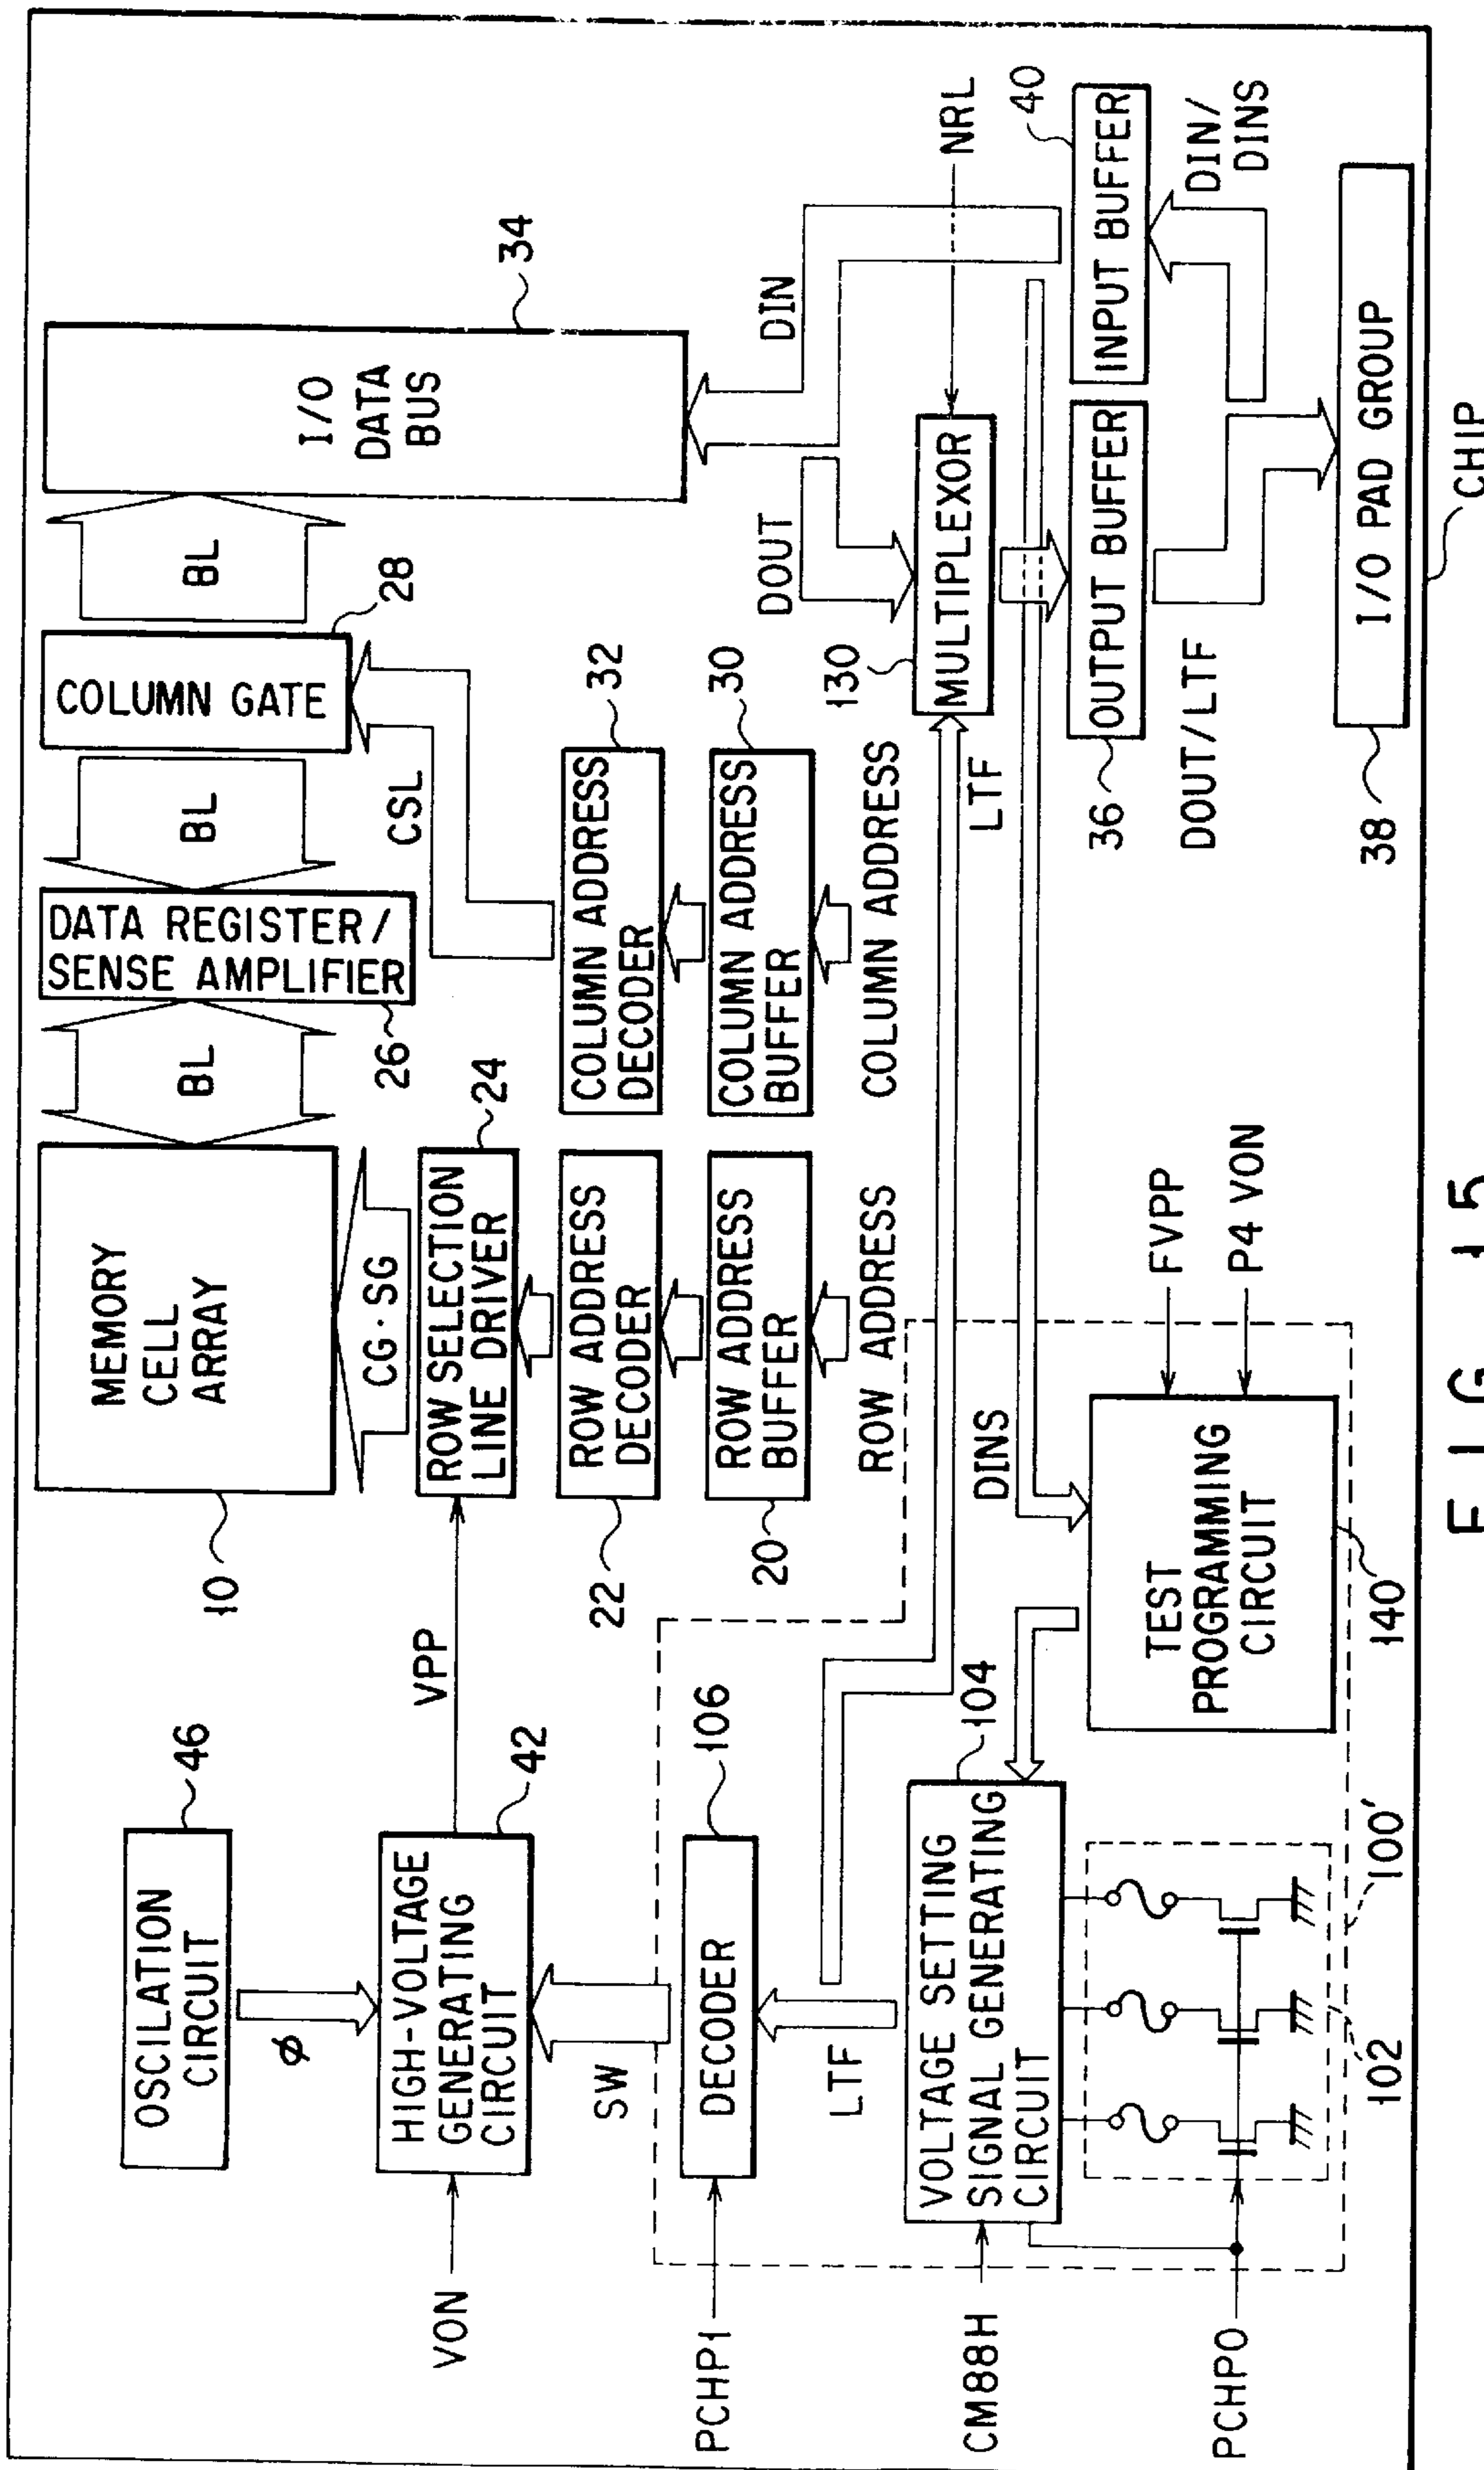 OSCILATION
CIRCUIT
46
φ
VON
HIGH-VOLTAGE
GENERATING
CIRCUIT
42
VPP
SW
PCHP1
DECODER
106
LTF
CM88H
VOLTAGE SETTING
SIGNAL GENERATING
CIRCUIT
104
PCHP0
102
100'
MEMORY
CELL
ARRAY
10
CG·SG
ROW SELECTION
LINE DRIVER
24
ROW ADDRESS
DECODER
22
ROW ADDRESS
BUFFER
20
ROW ADDRESS
DINS
TEST
PROGRAMMING
CIRCUIT
140
FVPP
P4 VON
BL
DATA REGISTER/
SENSE AMPLIFIER
26
BL
CSL
COLUMN GATE
28
BL
COLUMN ADDRESS
DECODER
32
COLUMN ADDRESS
BUFFER
30
COLUMN ADDRESS
I/O
DATA
BUS
34
DIN
DOUT
130
MULTIPLEXOR
NRL
LTF
OUTPUT BUFFER
36
INPUT BUFFER
40
DOUT/LTF
DIN/
DINS
I/O PAD GROUP
38
CHIP
FIG. 15